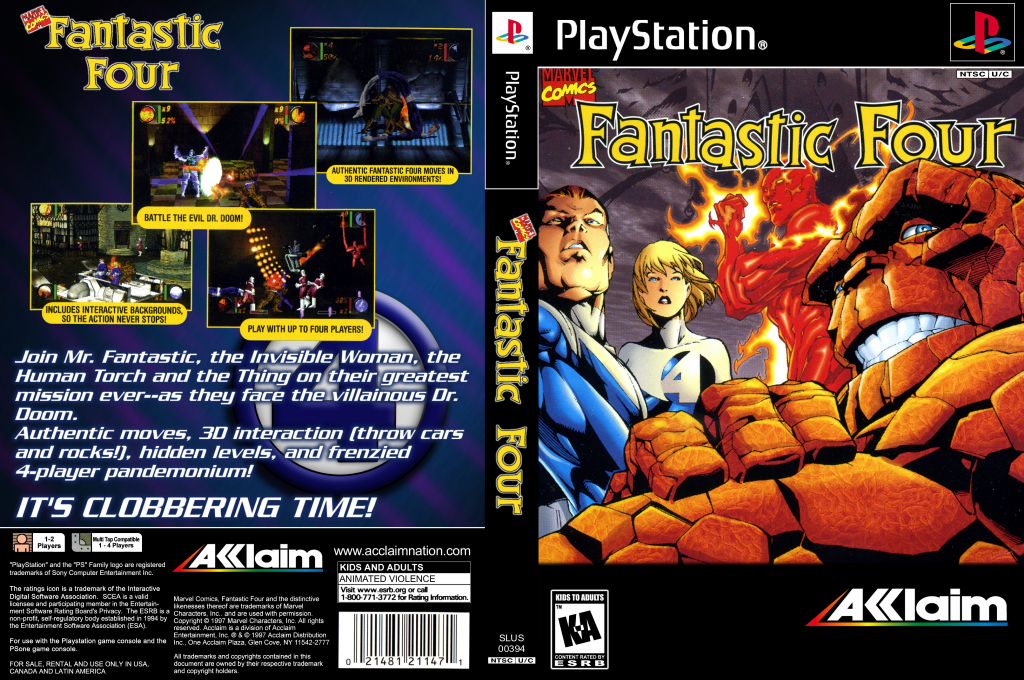 MARVEL COMICS
Fantastic
Four
AUTHENTIC FANTASTIC FOUR MOVES IN
3D RENDERED ENVIRONMENTS!
BATTLE THE EVIL DR. DOOM!
INCLUDES INTERACTIVE BACKGROUNDS,
SO THE ACTION NEVER STOPS!
PLAY WITH UP TO FOUR PLAYERS!
Join Mr. Fantastic, the Invisible Woman, the
Human Torch and the Thing on their greatest
mission ever--as they face the villainous Dr.
Doom.
Authentic moves, 3D interaction (throw cars
and rocks!), hidden levels, and frenzied
4-player pandemonium!
IT'S CLOBBERING TIME!
1-2
Players
Multi Tap Compatible
1 - 4 Players
"PlayStation" and the "PS" Family logo are registered
trademarks of Sony Computer Entertainment Inc.
The ratings icon is a trademark of the Interactive
Digital Software Association. SCEA is a valid
licensee and participating member in the Entertain-
ment Software Rating Board's Privacy. The ESRB is a
non-profit, self-regulatory body established in 1994 by
the Entertainment Software Association (ESA).
For use with the Playstation game console and the
PSone game console.
FOR SALE, RENTAL AND USE ONLY IN USA,
CANADA AND LATIN AMERICA
AKKlaim
Marvel Comics, Fantastic Four and the distinctive
likenesses thereof are trademarks of Marvel
Characters, Inc.. and are used with permission.
Copyright © 1997 Marvel Characters, Inc. All rights
reserved. Acclaim is a division of Acclaim
Entertainment, Inc. ® & © 1997 Acclaim Distribution
Inc., One Acclaim Plaza, Glen Cove, NY 11542-2777
All trademarks and copyrights contained in this
document are owned by their respective trademark
and copyright holders.
www.acclaimnation.com
KIDS AND ADULTS
ANIMATED VIOLENCE
Visit www.esrb.org or call
1-800-771-3772 for Rating Information.
0 21481 21147 1
PlayStation®
MARVEL COMICS
Fantastic Four
SLUS
00394
NTSC U/C
PlayStation®
NTSC U/C
MARVEL
COMICS
Fantastic Four
4
KIDS TO ADULTS
K-A
CONTENT RATED BY
ESRB
AKKlaim